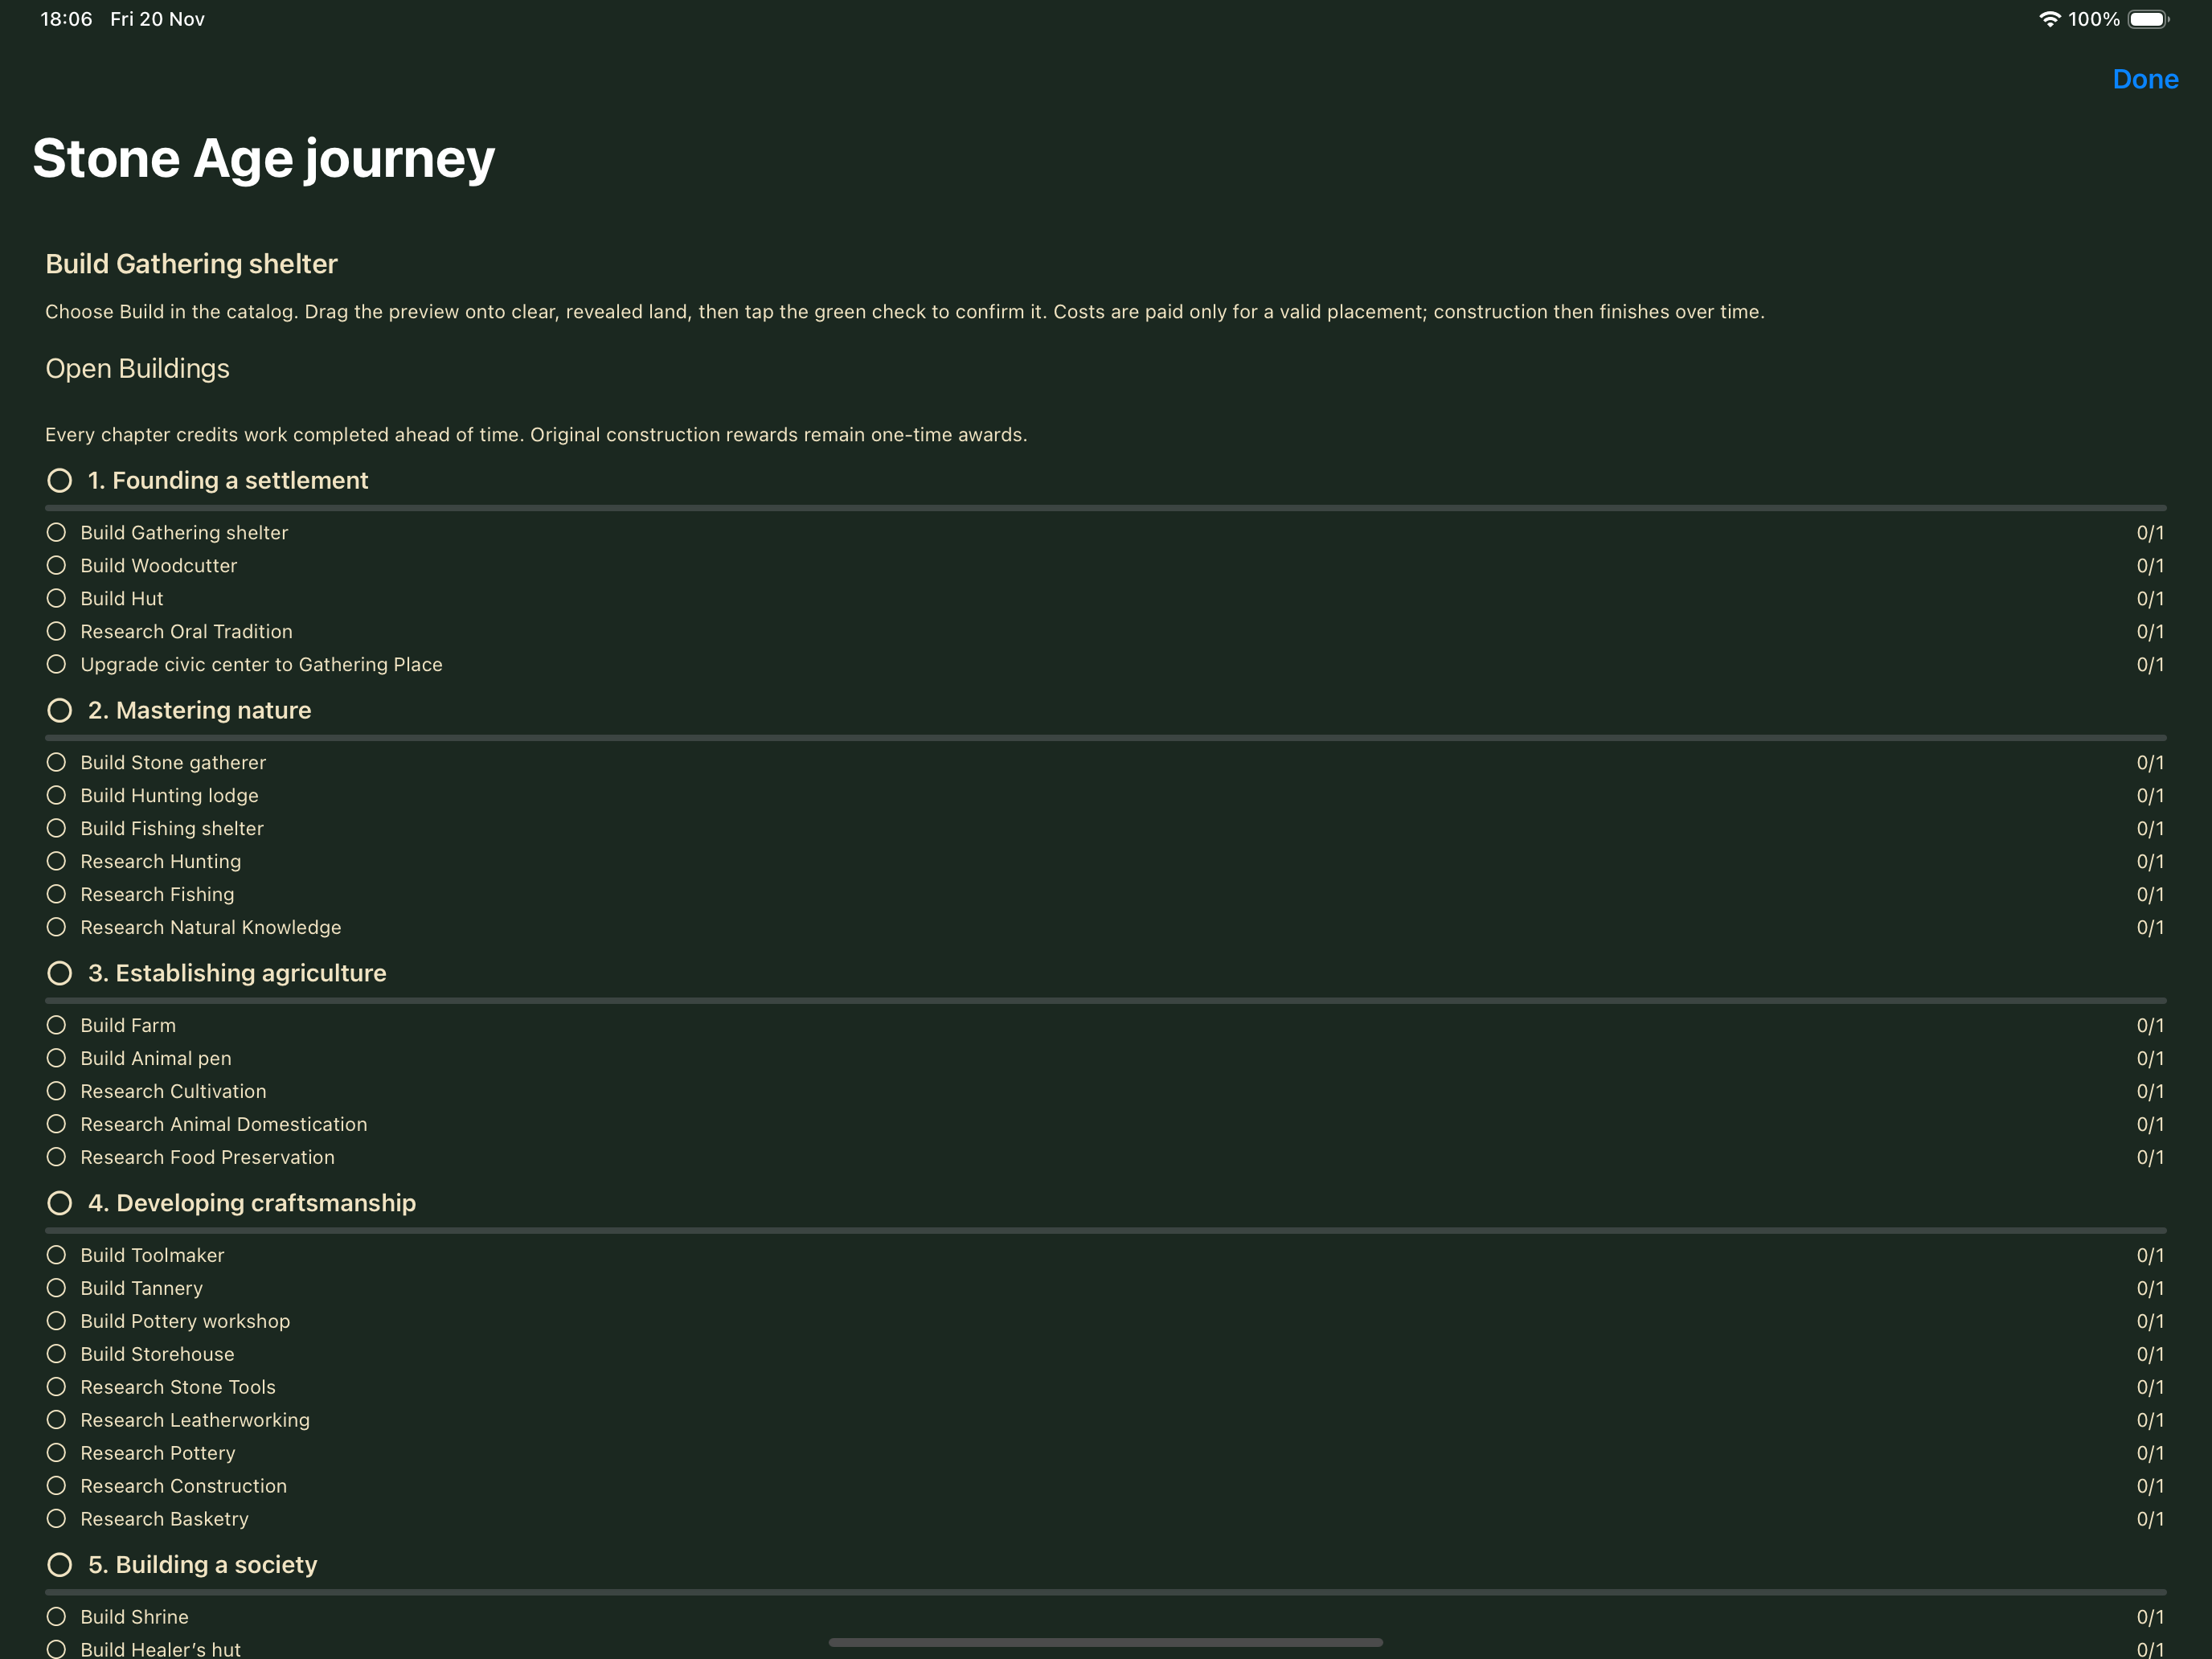 18:06 Fri 20 Nov
100%
Done
Stone Age journey
Build Gathering shelter
Choose Build in the catalog. Drag the preview onto clear, revealed land, then tap the green check to confirm it. Costs are paid only for a valid placement; construction then finishes over time.
Open Buildings
Every chapter credits work completed ahead of time. Original construction rewards remain one-time awards.
1. Founding a settlement
Build Gathering shelter 0/1
Build Woodcutter 0/1
Build Hut 0/1
Research Oral Tradition 0/1
Upgrade civic center to Gathering Place 0/1
2. Mastering nature
Build Stone gatherer 0/1
Build Hunting lodge 0/1
Build Fishing shelter 0/1
Research Hunting 0/1
Research Fishing 0/1
Research Natural Knowledge 0/1
3. Establishing agriculture
Build Farm 0/1
Build Animal pen 0/1
Research Cultivation 0/1
Research Animal Domestication 0/1
Research Food Preservation 0/1
4. Developing craftsmanship
Build Toolmaker 0/1
Build Tannery 0/1
Build Pottery workshop 0/1
Build Storehouse 0/1
Research Stone Tools 0/1
Research Leatherworking 0/1
Research Pottery 0/1
Research Construction 0/1
Research Basketry 0/1
5. Building a society
Build Shrine 0/1
Build Healer’s hut 0/1